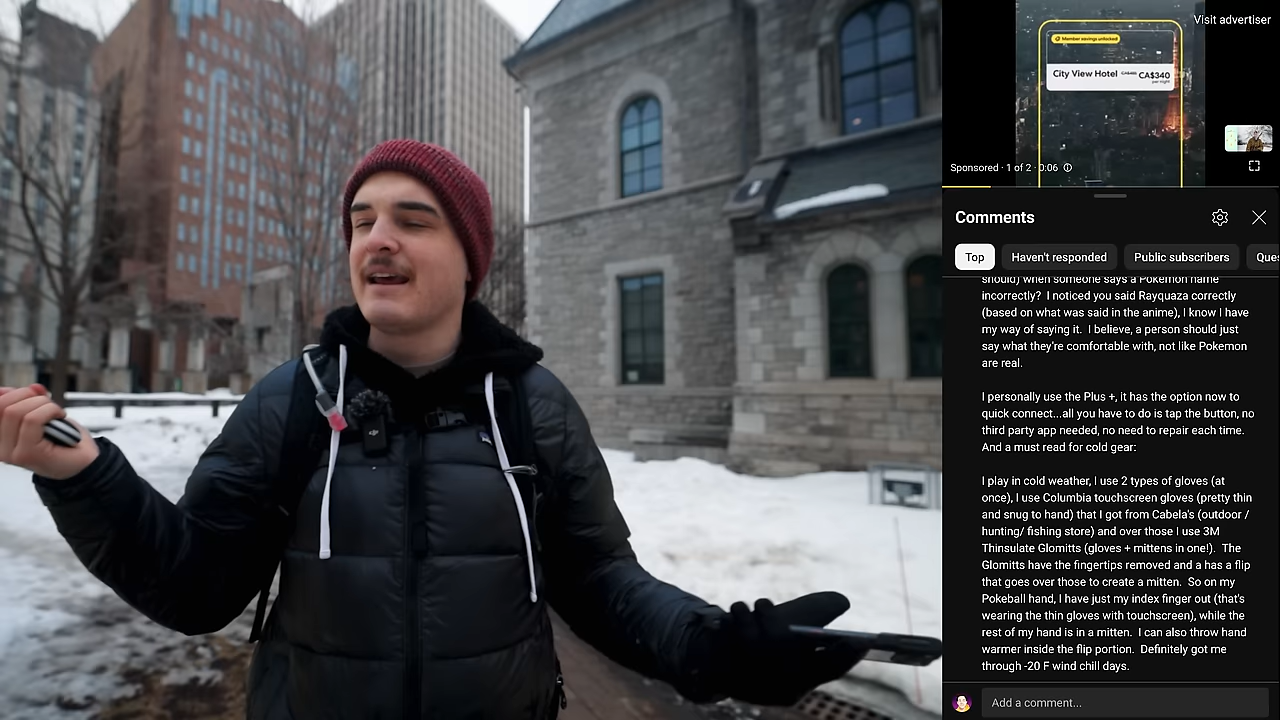 Visit advertiser
Member savings unlocked
City View Hotel CA$340
per night
Sponsored · 1 of 2 · 0:06
Comments
Top
Haven't responded
Public subscribers
Ques
should) when someone says a Pokemon name
incorrectly?  I noticed you said Rayquaza correctly
(based on what was said in the anime), I know I have
my way of saying it.  I believe, a person should just
say what they're comfortable with, not like Pokemon
are real.
I personally use the Plus +, it has the option now to
quick connect...all you have to do is tap the button, no
third party app needed, no need to repair each time.
And a must read for cold gear:
I play in cold weather, I use 2 types of gloves (at
once), I use Columbia touchscreen gloves (pretty thin
and snug to hand) that I got from Cabela's (outdoor /
hunting/ fishing store) and over those I use 3M
Thinsulate Glomitts (gloves + mittens in one!).  The
Glomitts have the fingertips removed and a has a flip
that goes over those to create a mitten.  So on my
Pokeball hand, I have just my index finger out (that's
wearing the thin gloves with touchscreen), while the
rest of my hand is in a mitten.  I can also throw hand
warmer inside the flip portion.  Definitely got me
through -20 F wind chill days.
Add a comment...